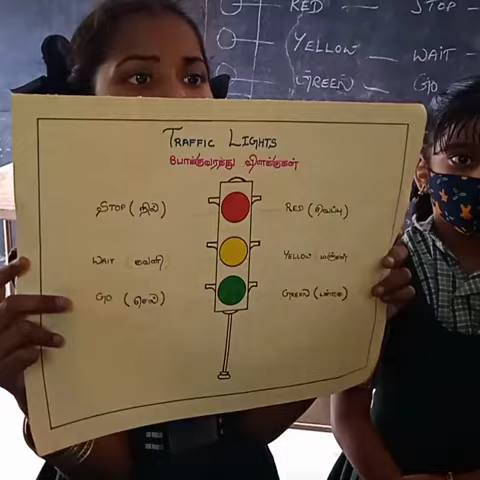 RED — STOP —
YELLOW — WAIT —
GREEN — GO
TRAFFIC LIGHTS
போக்குவரத்து விளக்குகள்
STOP (நில்) RED (சிவப்பு)
WAIT கவனி YELLOW மஞ்சள்
GO (செல்) GREEN (பச்சை)